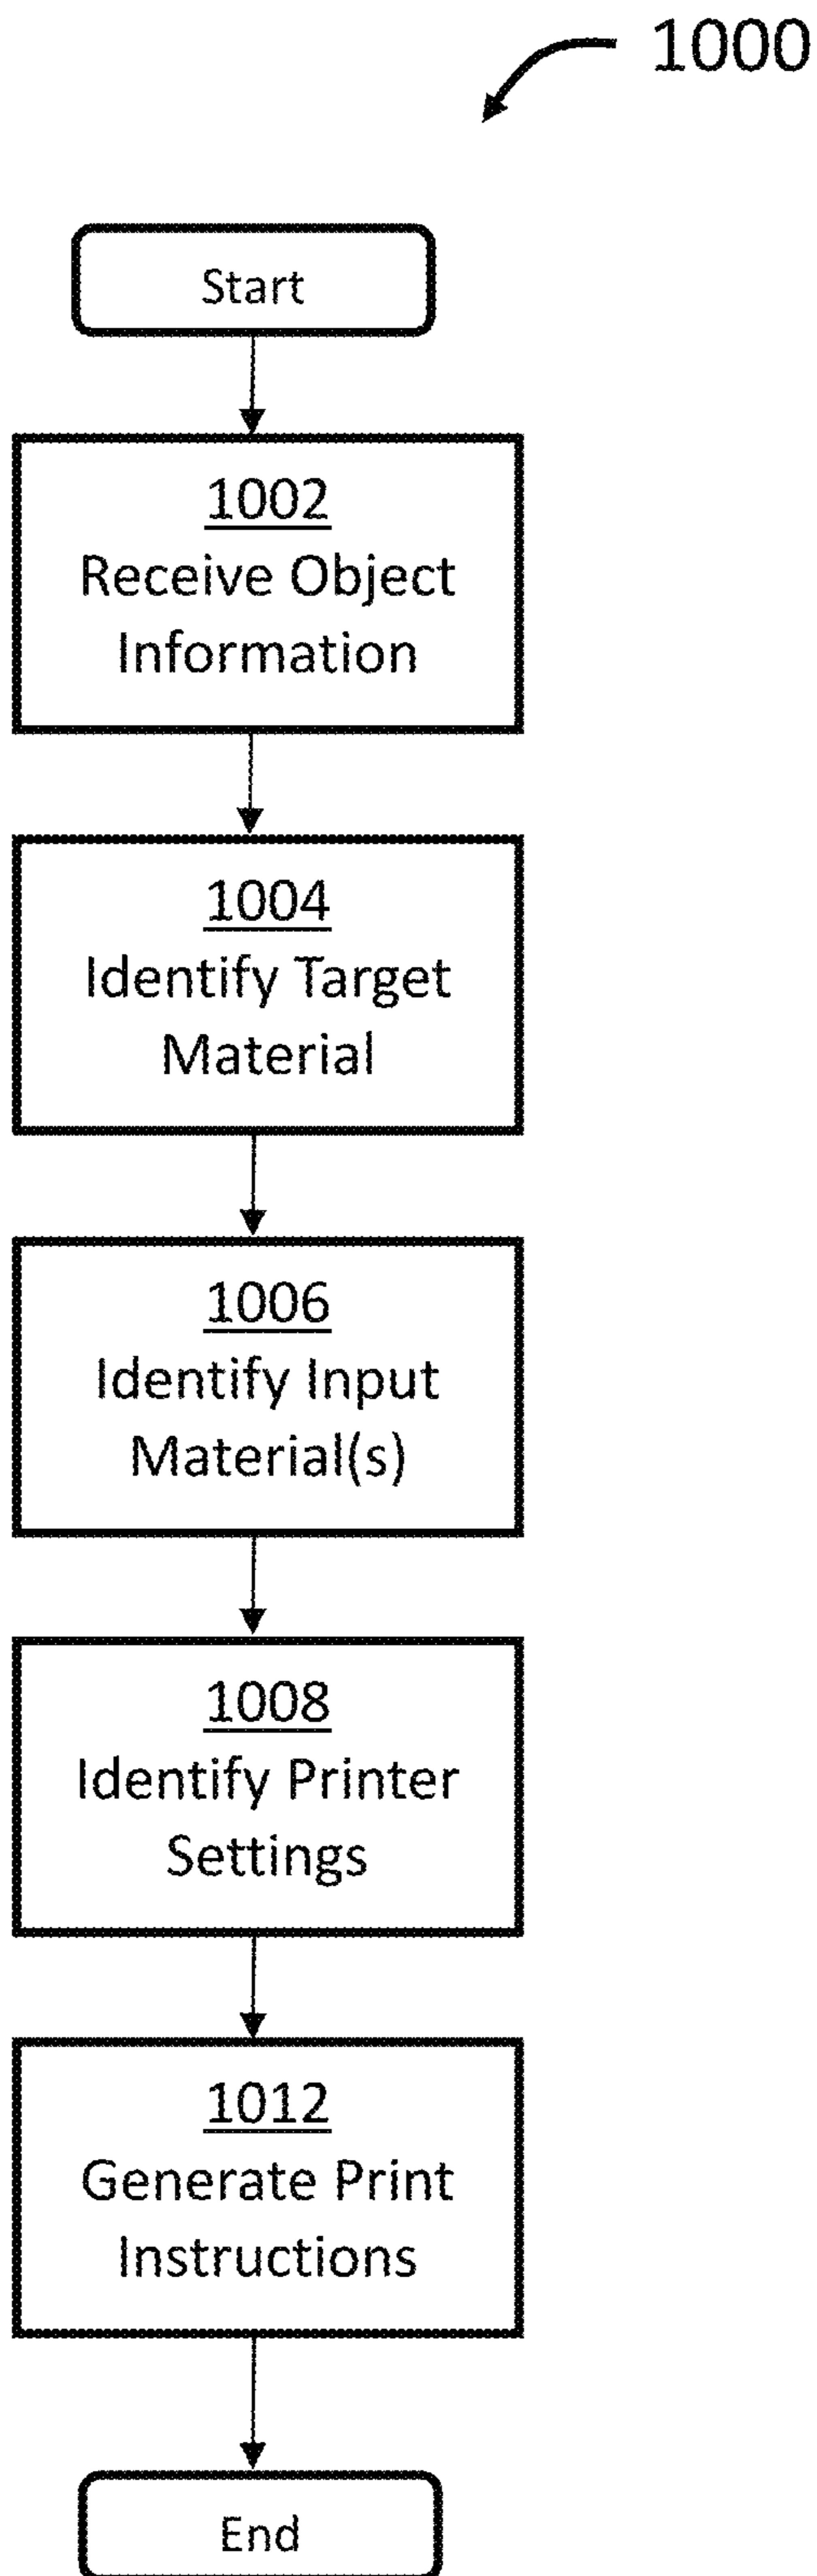 1000
Start
1002
Receive Object
Information
1004
Identify Target
Material
1006
Identify Input
Material(s)
1008
Identify Printer
Settings
1012
Generate Print
Instructions
End